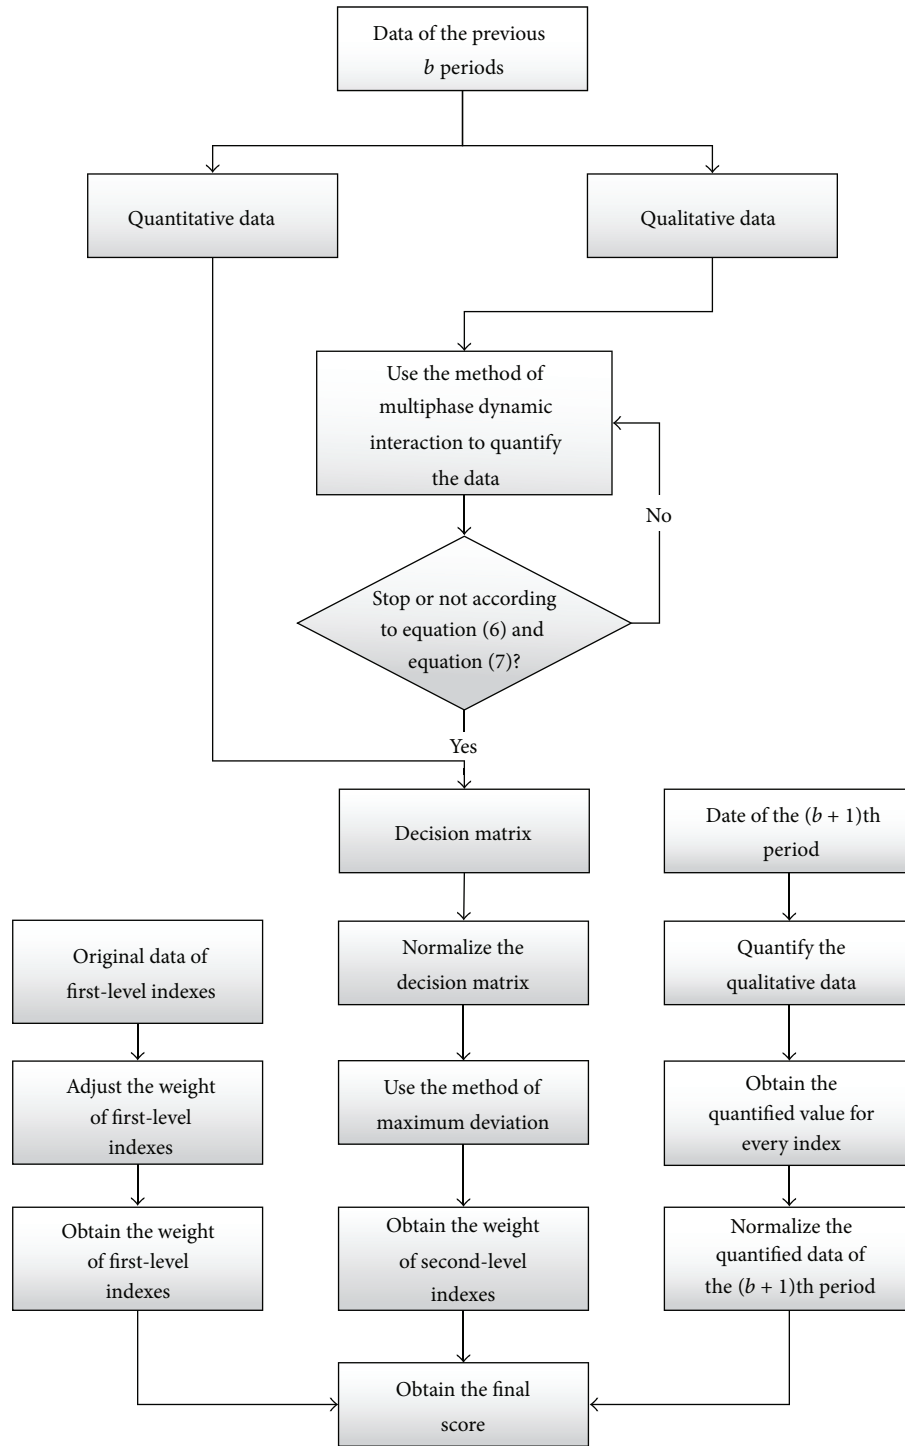 Data of the previous
b periods
Quantitative data
Qualitative data
Use the method of
multiphase dynamic
interaction to quantify
the data
No
Stop or not according
to equation (6) and
equation (7)?
Yes
Decision matrix
Date of the (b + 1)th
period
Original data of
first-level indexes
Normalize the
decision matrix
Quantify the
qualitative data
Adjust the weight
of first-level
indexes
Use the method of
maximum deviation
Obtain the
quantified value for
every index
Obtain the weight
of first-level
indexes
Obtain the weight
of second-level
indexes
Normalize the
quantified data of
the (b + 1)th period
Obtain the final
score